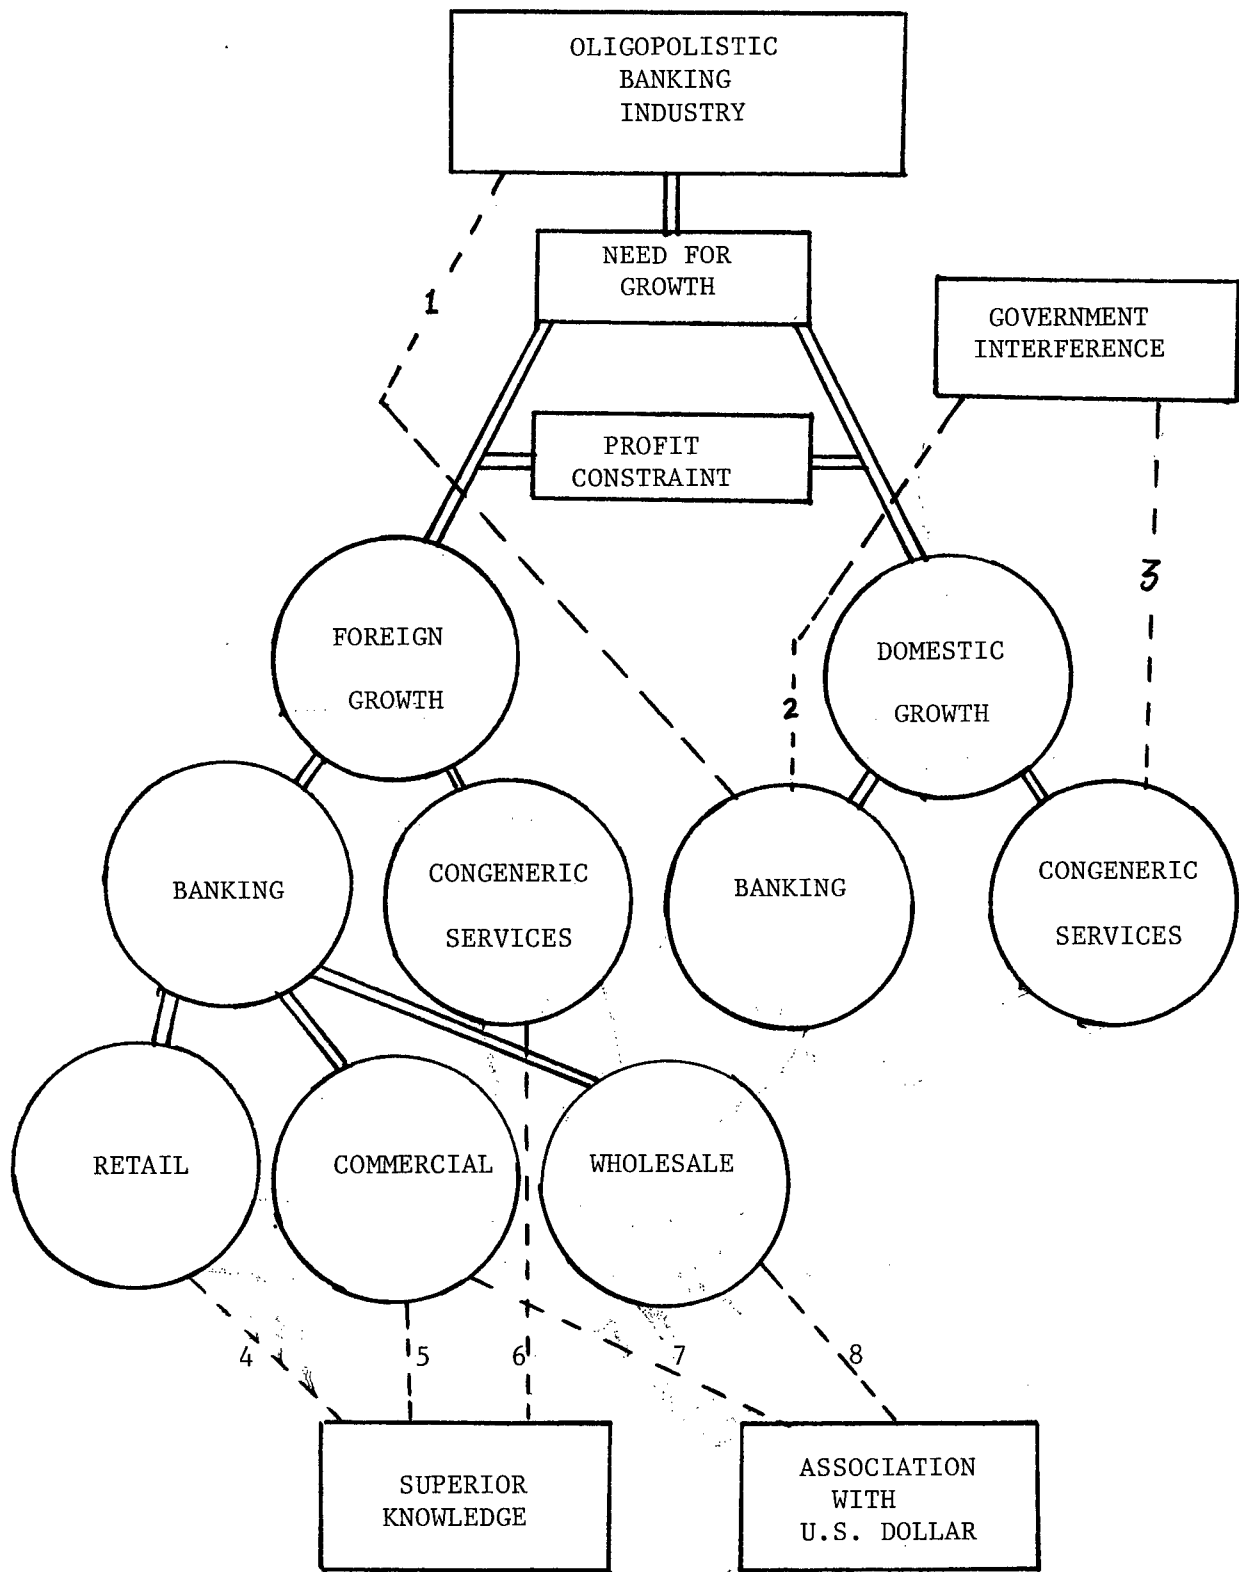 OLIGOPOLISTIC
BANKING
INDUSTRY
NEED FOR
GROWTH
1
GOVERNMENT
INTERFERENCE
PROFIT
CONSTRAINT
3
FOREIGN
GROWTH
DOMESTIC
GROWTH
2
BANKING
CONGENERIC
SERVICES
BANKING
CONGENERIC
SERVICES
RETAIL
COMMERCIAL
WHOLESALE
4
5
6
7
8
SUPERIOR
KNOWLEDGE
ASSOCIATION
WITH
U.S. DOLLAR